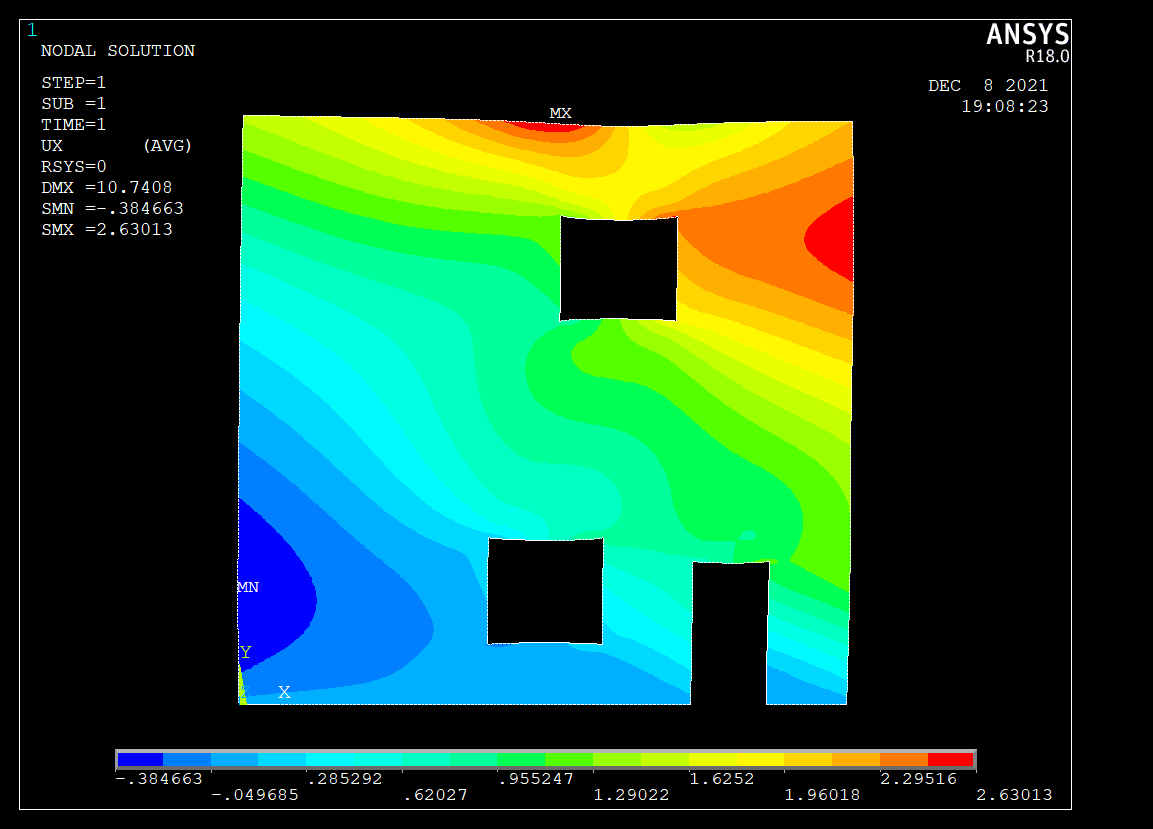 1
ANSYS
R18.0
NODAL SOLUTION
STEP=1
SUB =1
TIME=1
UX (AVG)
RSYS=0
DMX =10.7408
SMN =-.384663
SMX =2.63013
DEC 8 2021
19:08:23
MX
MN
Y
X
-.384663 .285292 .955247 1.6252 2.29516
-.049685 .62027 1.29022 1.96018 2.63013